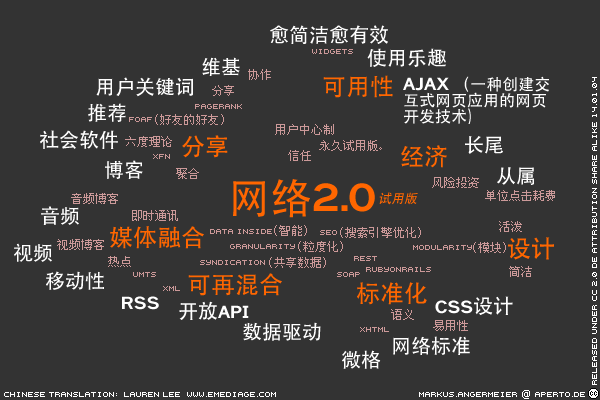 愈简洁愈有效
WIDGETS
使用乐趣
维基
协作
用户关键词
分享
可用性
AJAX （一种创建交
互式网页应用的网页
开发技术）
PAGERANK
推荐
FOAF(好友的好友)
用户中心制
社会软件
六度理论
分享
永久试用版。
长尾
XFN
信任
经济
博客
聚合
风险投资
从属
单位点击耗费
网络2.0 试用版
音频博客
音频
即时通讯
活泼
媒体融合
DATA INSIDE(智能)
SEO(搜索引擎优化)
视频
视频博客
GRANULARITY(粒度化)
MODULARITY(模块)
设计
热点
SYNDICATION(共享数据)
REST
RUBYONRAILS
简洁
移动性
UMTS
SOAP
XML
可再混合
标准化
RSS
开放API
CSS设计
语义
数据驱动
XHTML
易用性
网络标准
微格
CHINESE TRANSLATION: LAUREN LEE WWW.EMEDIAGE.COM
MARKUS.ANGERMEIER @ APERTO.DE
RELEASED UNDER CC 2.0 DE ATTRIBUTION SHARE ALIKE 14.01.04